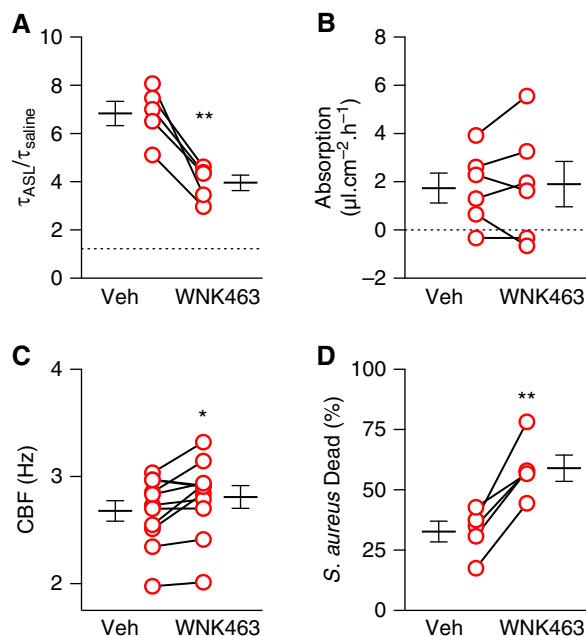 A
τASL/τsaline
8
6
4
2
0
**
Veh
WNK463
B
Absorption
(μl.cm⁻².h⁻¹)
8
6
4
2
0
−2
Veh
WNK463
C
CBF (Hz)
4
3
2
*
Veh
WNK463
D
S. aureus Dead (%)
100
75
50
25
0
**
Veh
WNK463